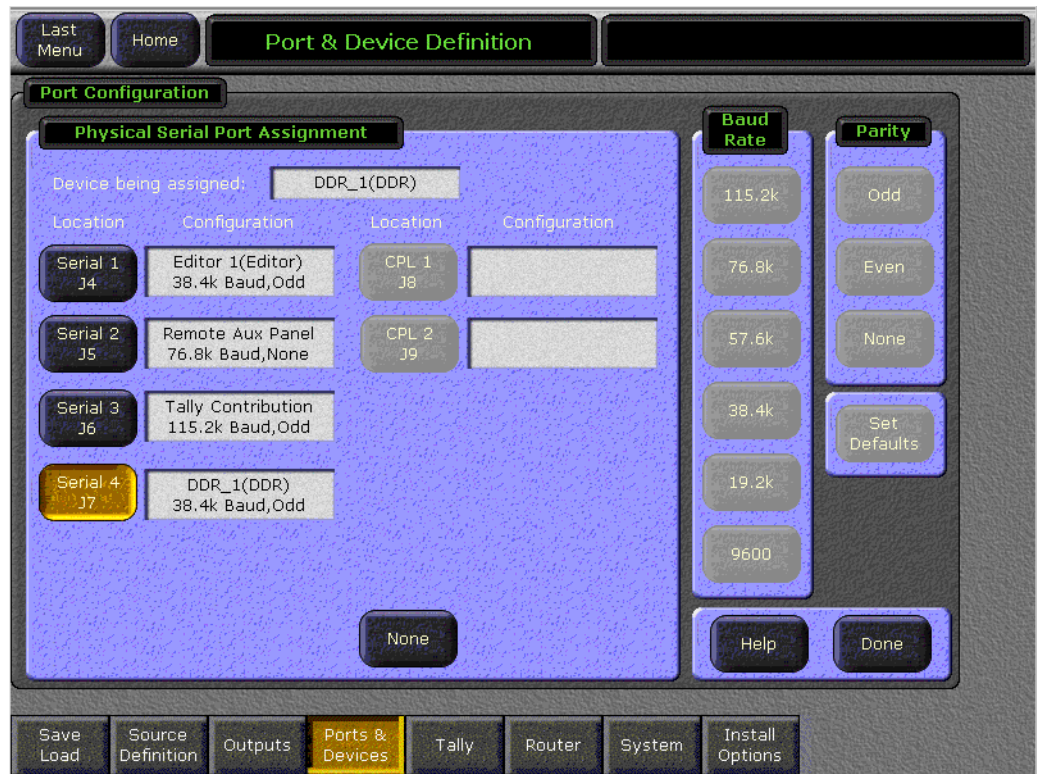 Last
Menu
Home
Port & Device Definition
Port Configuration
Physical Serial Port Assignment
Device being assigned:
DDR_1(DDR)
Location
Configuration
Location
Configuration
Serial 1
J4
Editor 1(Editor)
38.4k Baud,Odd
CPL 1
J8
Serial 2
J5
Remote Aux Panel
76.8k Baud,None
CPL 2
J9
Serial 3
J6
Tally Contribution
115.2k Baud,Odd
Serial 4
J7
DDR_1(DDR)
38.4k Baud,Odd
None
Baud
Rate
115.2k
76.8k
57.6k
38.4k
19.2k
9600
Parity
Odd
Even
None
Set
Defaults
Help
Done
Save
Load
Source
Definition
Outputs
Ports &
Devices
Tally
Router
System
Install
Options